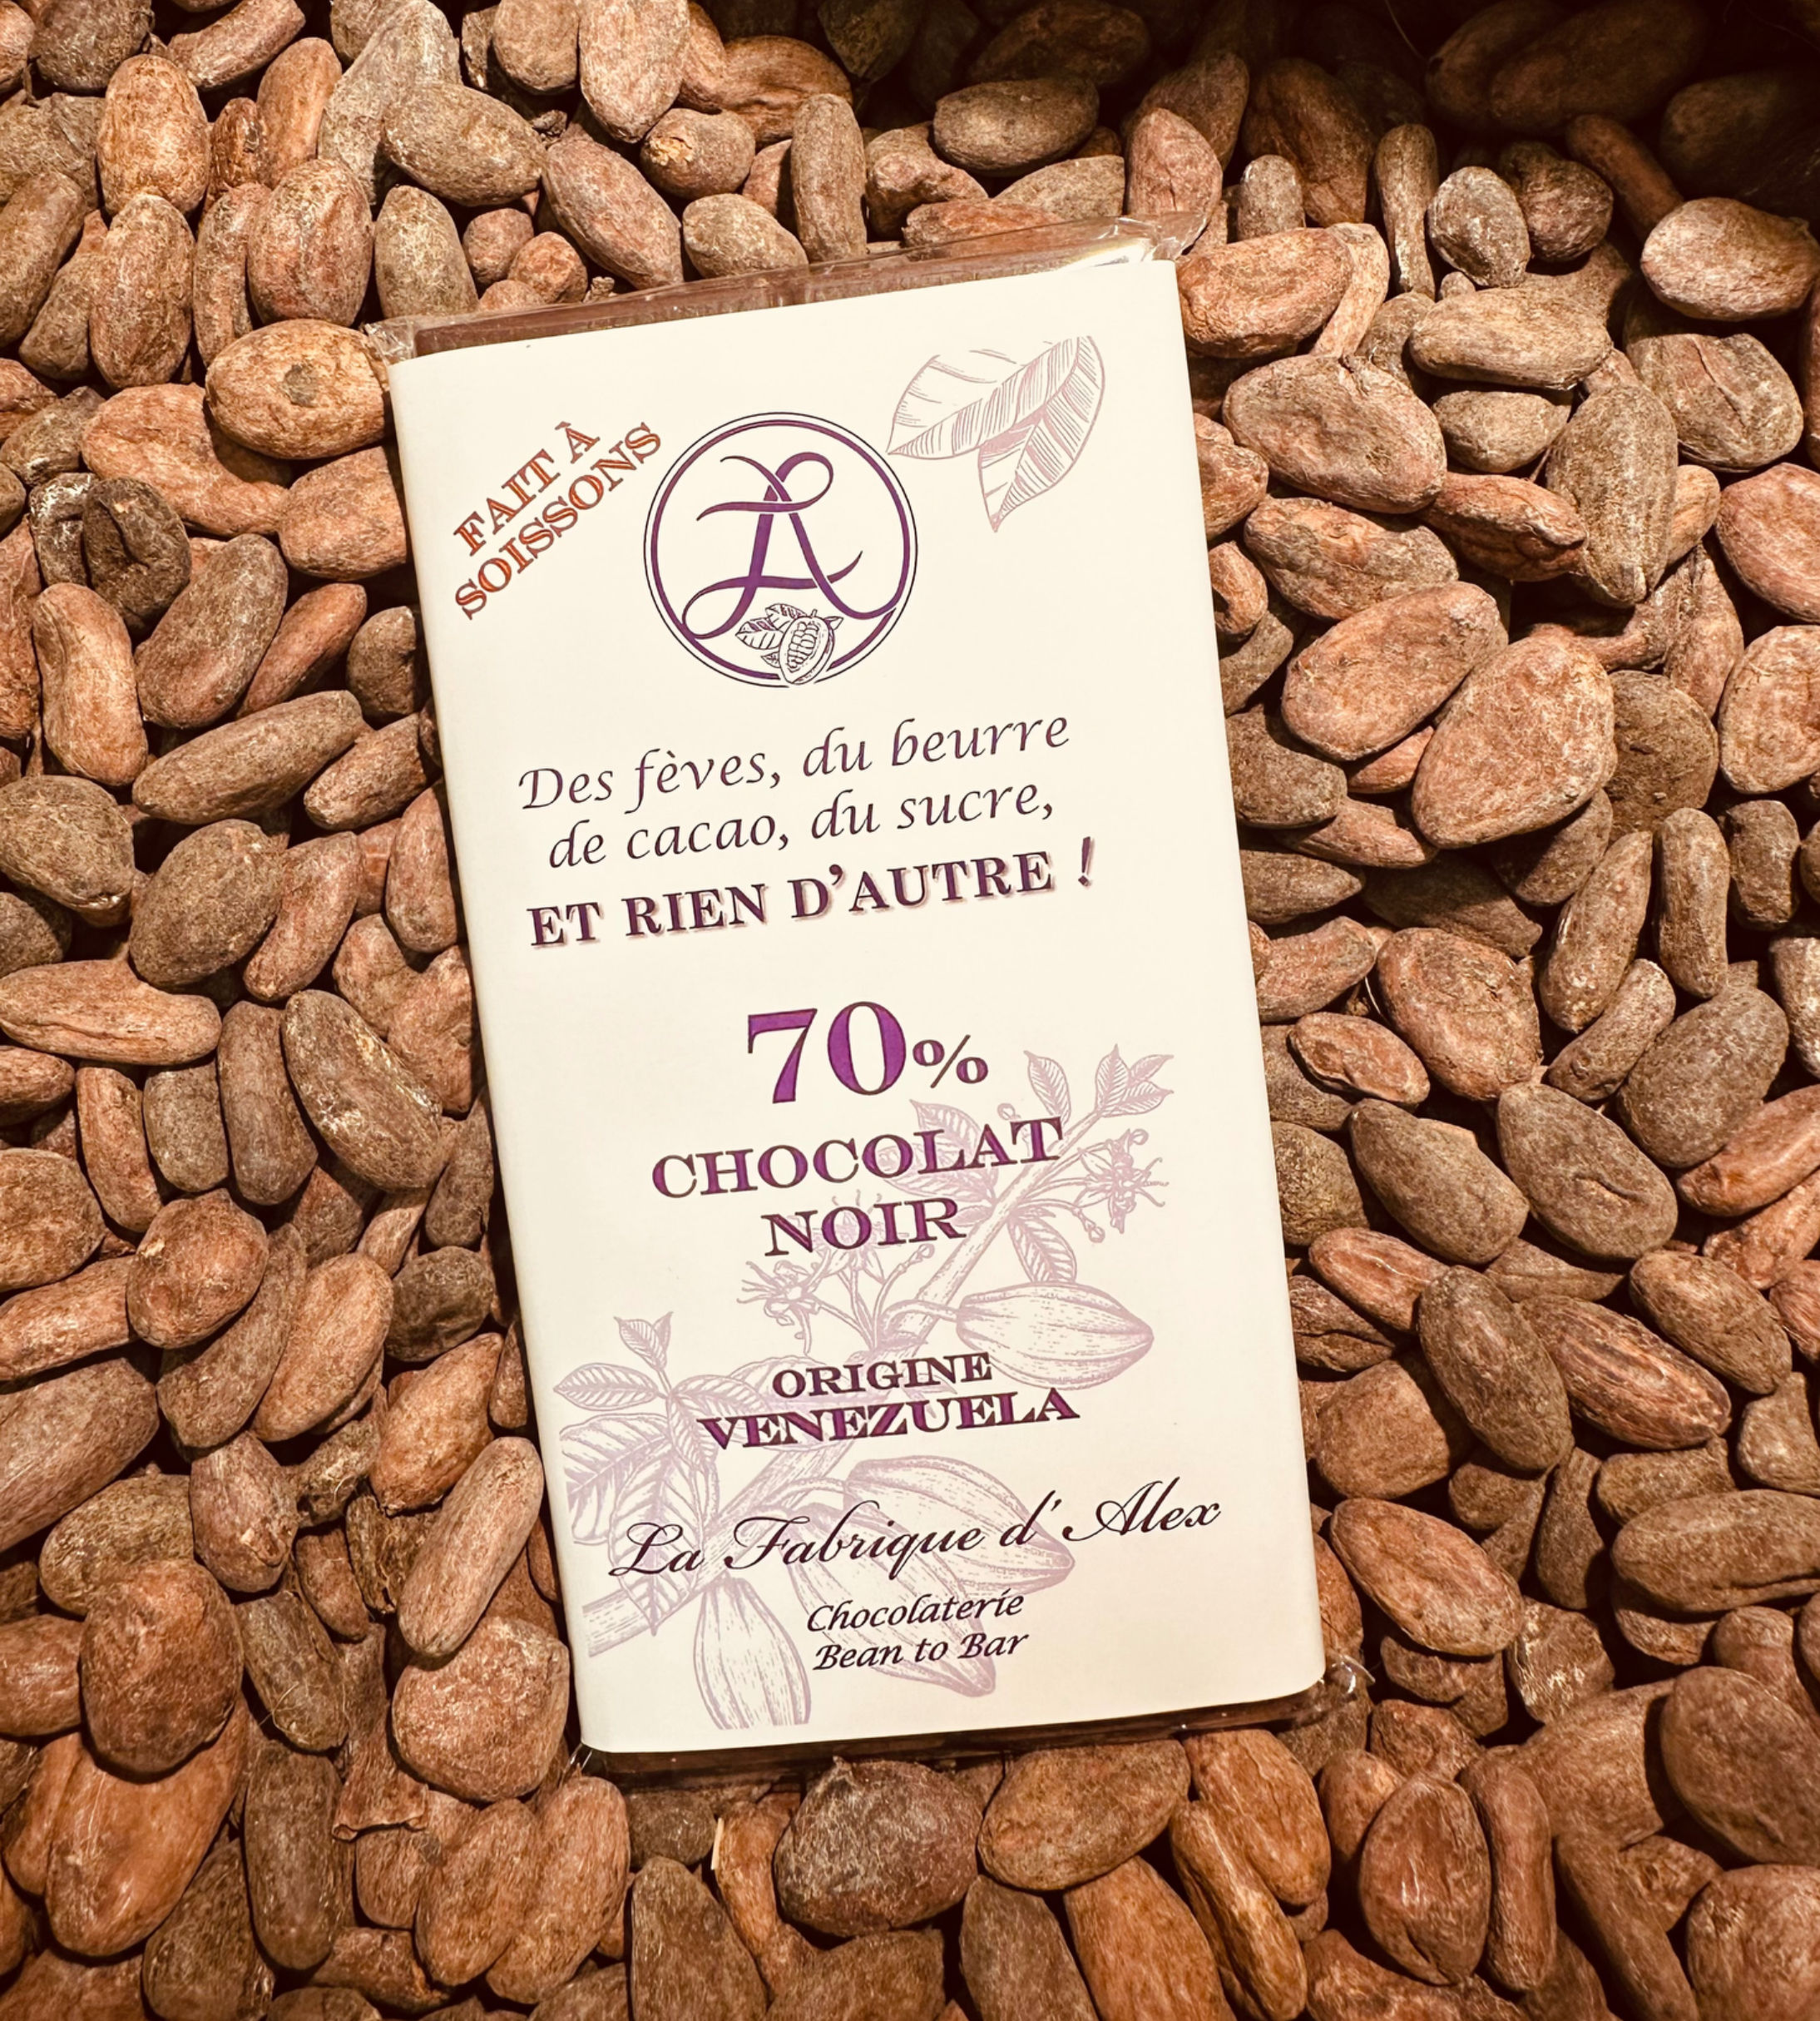 FAIT À
SOISSONS
A
Des fèves, du beurre
de cacao, du sucre,
ET RIEN D'AUTRE !
70%
CHOCOLAT
NOIR
ORIGINE
VENEZUELA
La Fabrique d' Alex
Chocolaterie
Bean to Bar